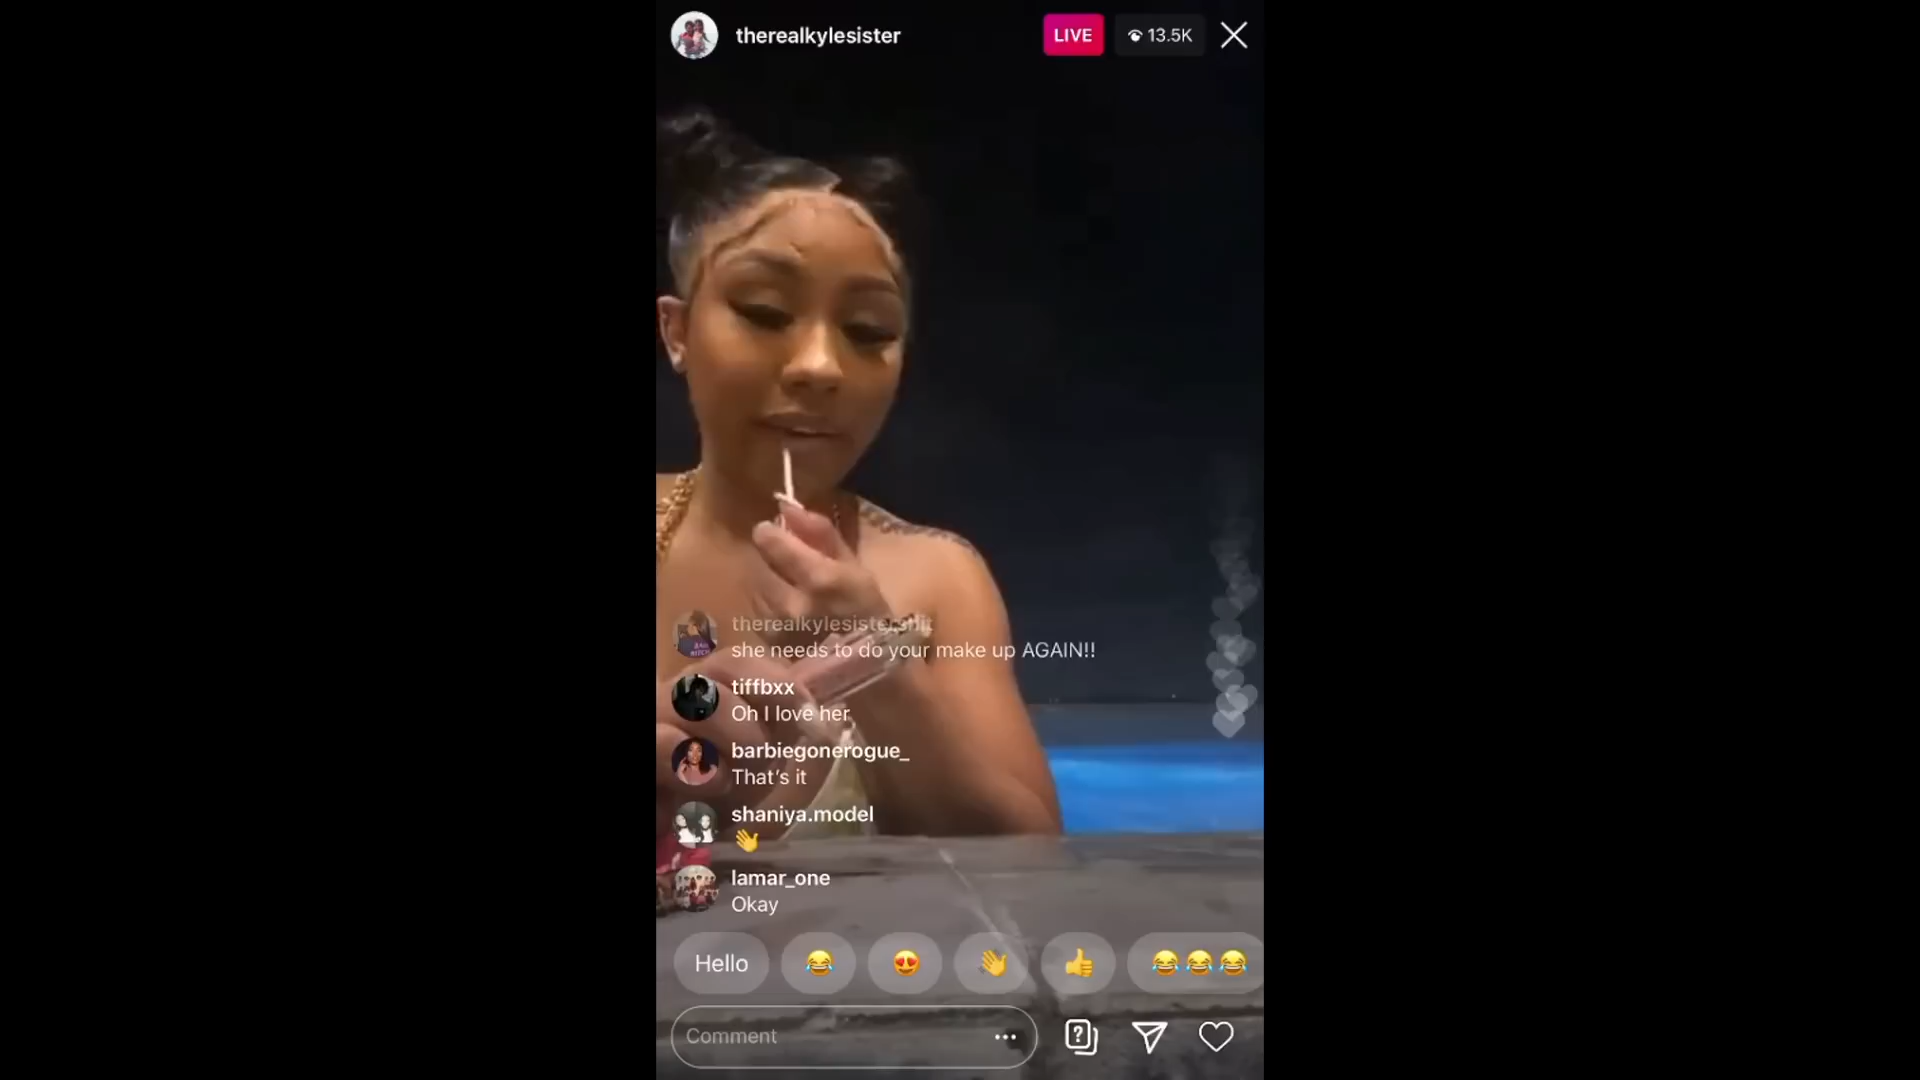 therealkylesister
LIVE
13.5K
therealkylesistershit
she needs to do your make up AGAIN!!
tiffbxx
Oh I love her
barbiegonerogue_
That's it
shaniya.model
👋
lamar_one
Okay
Hello 😂 😍 👋 👍 😂😂😂
Comment